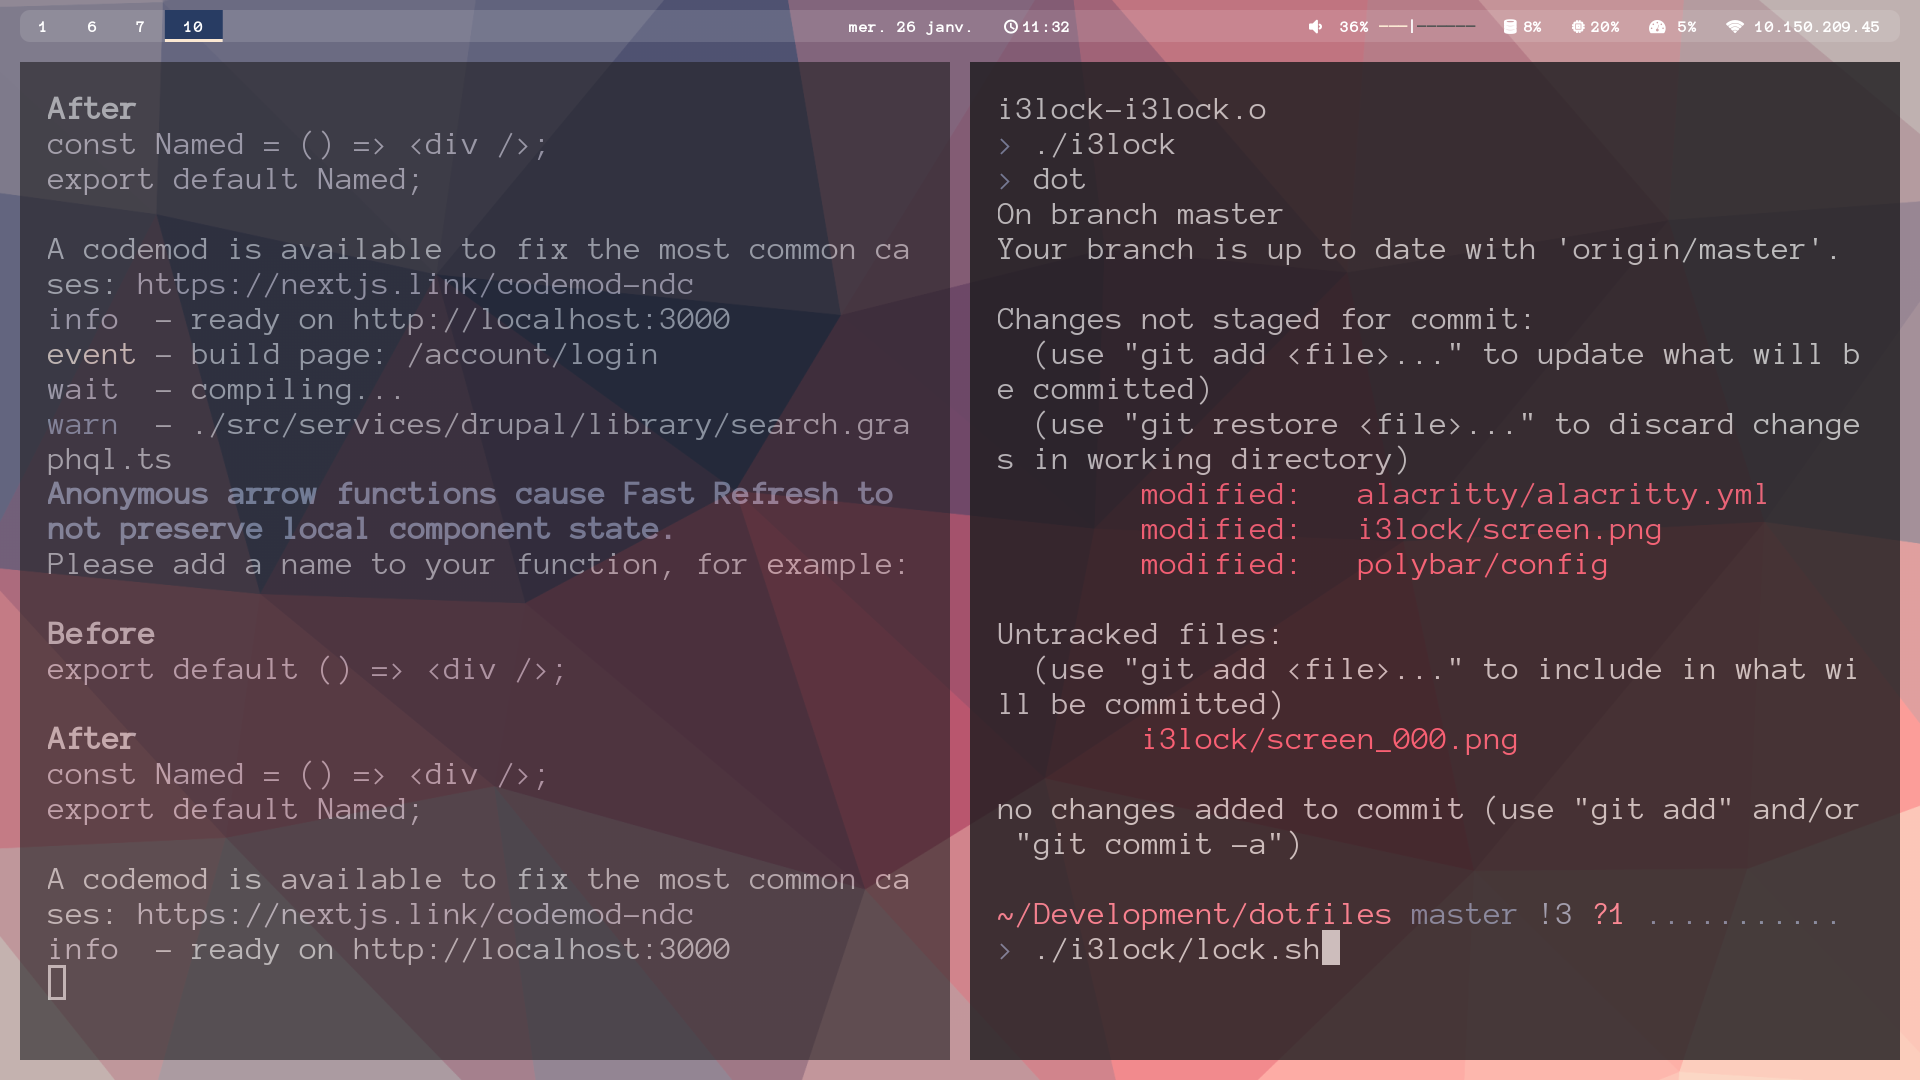 1 6 7 10 mer. 26 janv. 11:32 36% 8% 20% 5% 10.150.209.45
After
const Named = () => <div />;
export default Named;
A codemod is available to fix the most common ca
ses: https://nextjs.link/codemod-ndc
info  - ready on http://localhost:3000
event - build page: /account/login
wait  - compiling...
warn  - ./src/services/drupal/library/search.gra
phql.ts
Anonymous arrow functions cause Fast Refresh to
not preserve local component state.
Please add a name to your function, for example:
Before
export default () => <div />;
After
const Named = () => <div />;
export default Named;
A codemod is available to fix the most common ca
ses: https://nextjs.link/codemod-ndc
info  - ready on http://localhost:3000
i3lock-i3lock.o
> ./i3lock
> dot
On branch master
Your branch is up to date with 'origin/master'.
Changes not staged for commit:
  (use "git add <file>..." to update what will b
e committed)
  (use "git restore <file>..." to discard change
s in working directory)
        modified:   alacritty/alacritty.yml
        modified:   i3lock/screen.png
        modified:   polybar/config
Untracked files:
  (use "git add <file>..." to include in what wi
ll be committed)
        i3lock/screen_000.png
no changes added to commit (use "git add" and/or
 "git commit -a")
~/Development/dotfiles master !3 ?1 ...........
> ./i3lock/lock.sh